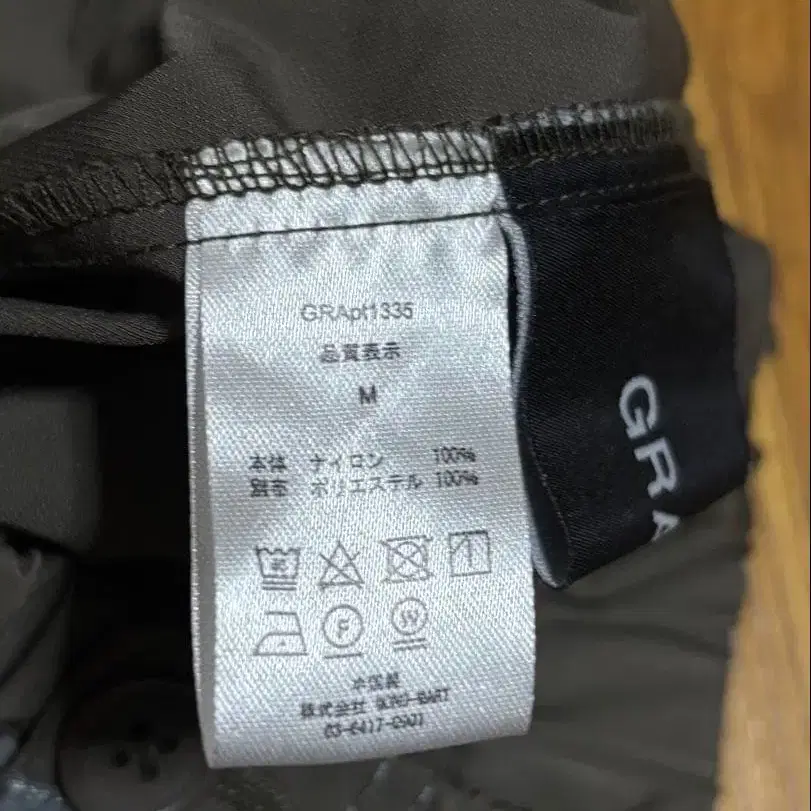 GRApt1335
品質表示
M
本体 ナイロン 100%
別布 ポリエステル 100%
F
W
株式会社
03-6417-0901
GRA